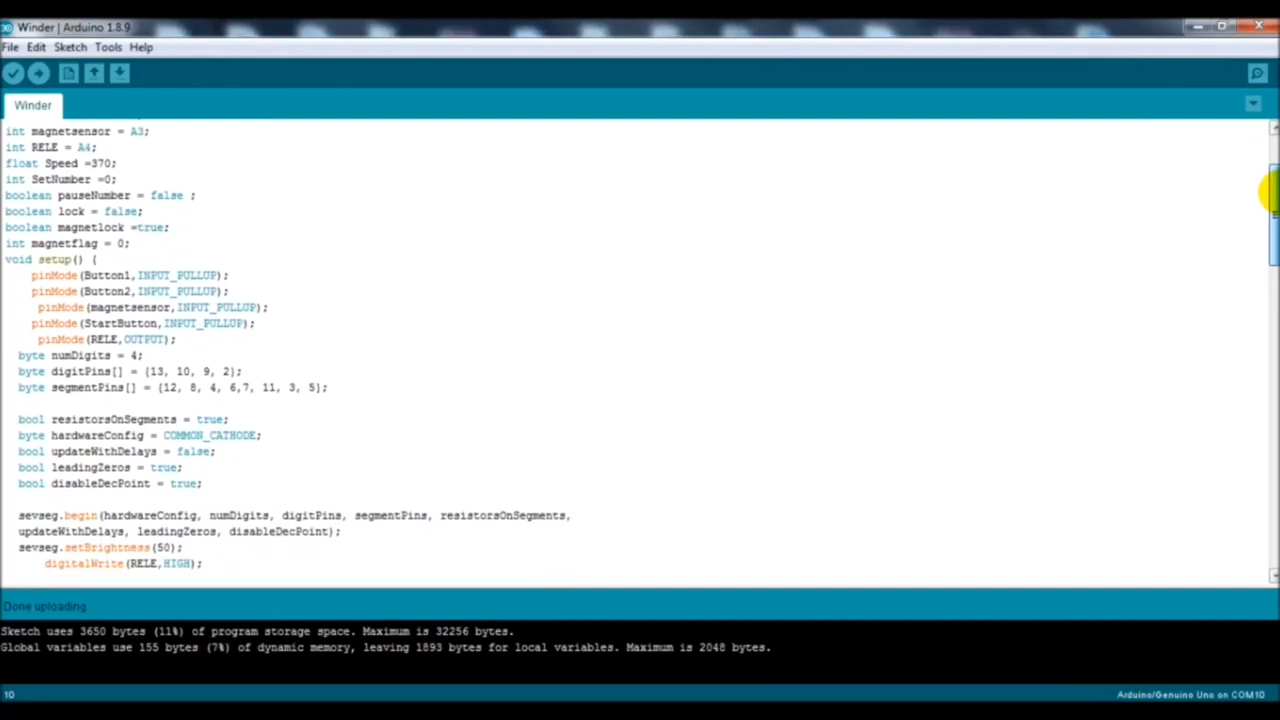 Winder | Arduino 1.8.9
File Edit Sketch Tools Help
Winder
int magnetsensor = A3;
int RELE = A4;
float Speed =370;
int SetNumber =0;
boolean pauseNumber = false ;
boolean lock = false;
boolean magnetlock =true;
int magnetflag = 0;
void setup() {
pinMode(Button1,INPUT_PULLUP);
pinMode(Button2,INPUT_PULLUP);
pinMode(magnetsensor,INPUT_PULLUP);
pinMode(StartButton,INPUT_PULLUP);
pinMode(RELE,OUTPUT);
byte numDigits = 4;
byte digitPins[] = {13, 10, 9, 2};
byte segmentPins[] = {12, 8, 4, 6,7, 11, 3, 5};
bool resistorsOnSegments = true;
byte hardwareConfig = COMMON_CATHODE;
bool updateWithDelays = false;
bool leadingZeros = true;
bool disableDecPoint = true;
sevseg.begin(hardwareConfig, numDigits, digitPins, segmentPins, resistorsOnSegments,
updateWithDelays, leadingZeros, disableDecPoint);
sevseg.setBrightness(50);
digitalWrite(RELE,HIGH);
Done uploading.
Sketch uses 3650 bytes (11%) of program storage space. Maximum is 32256 bytes.
Global variables use 155 bytes (7%) of dynamic memory, leaving 1893 bytes for local variables. Maximum is 2048 bytes.
10 Arduino/Genuino Uno on COM10